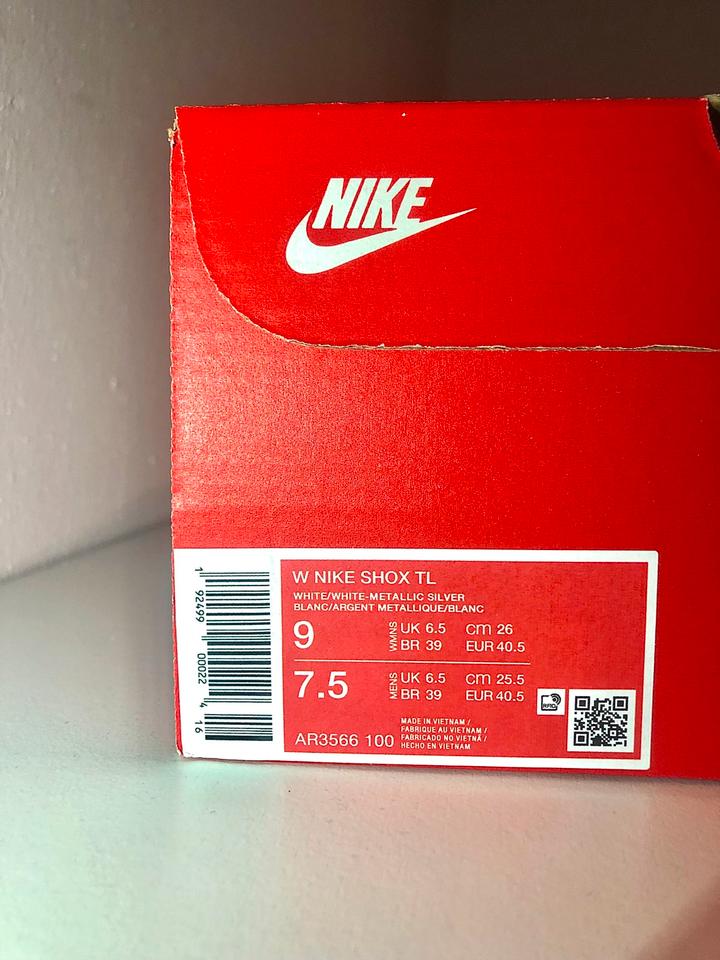 NIKE
W NIKE SHOX TL
WHITE/WHITE-METALLIC SILVER
BLANC/ARGENT METALLIQUE/BLANC
9 WMNS UK 6.5 cm 26
BR 39 EUR 40.5
7.5 MENS UK 6.5 cm 25.5
BR 39 EUR 40.5
MADE IN VIETNAM /
FABRIQUE AU VIETNAM /
FABRICADO NO VIETNÃ /
HECHO EN VIETNAM
AR3566 100
RFID
1 92499 00022 4 16